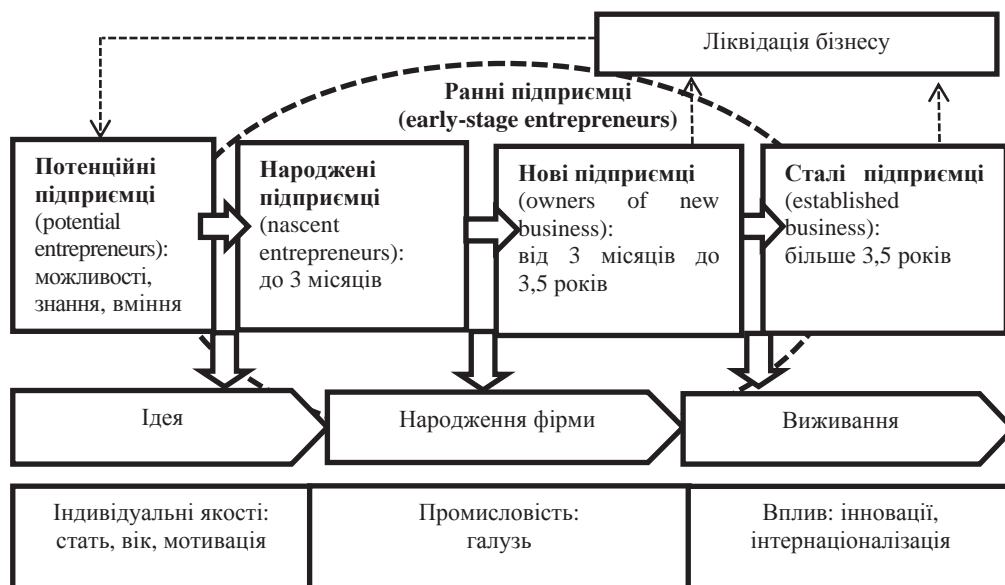 Ліквідація бізнесу
Ранні підприємці
(early-stage entrepreneurs)
Потенційні
підприємці
(potential
entrepreneurs):
можливості,
знання, вміння
Народжені
підприємці
(nascent
entrepreneurs):
до 3 місяців
Нові підприємці
(owners of new
business):
від 3 місяців до
3,5 років
Сталі підприємці
(established
business):
більше 3,5 років
Ідея
Народження фірми
Виживання
Індивідуальні якості:
стать, вік, мотивація
Промисловість:
галузь
Вплив: інновації,
інтернаціоналізація